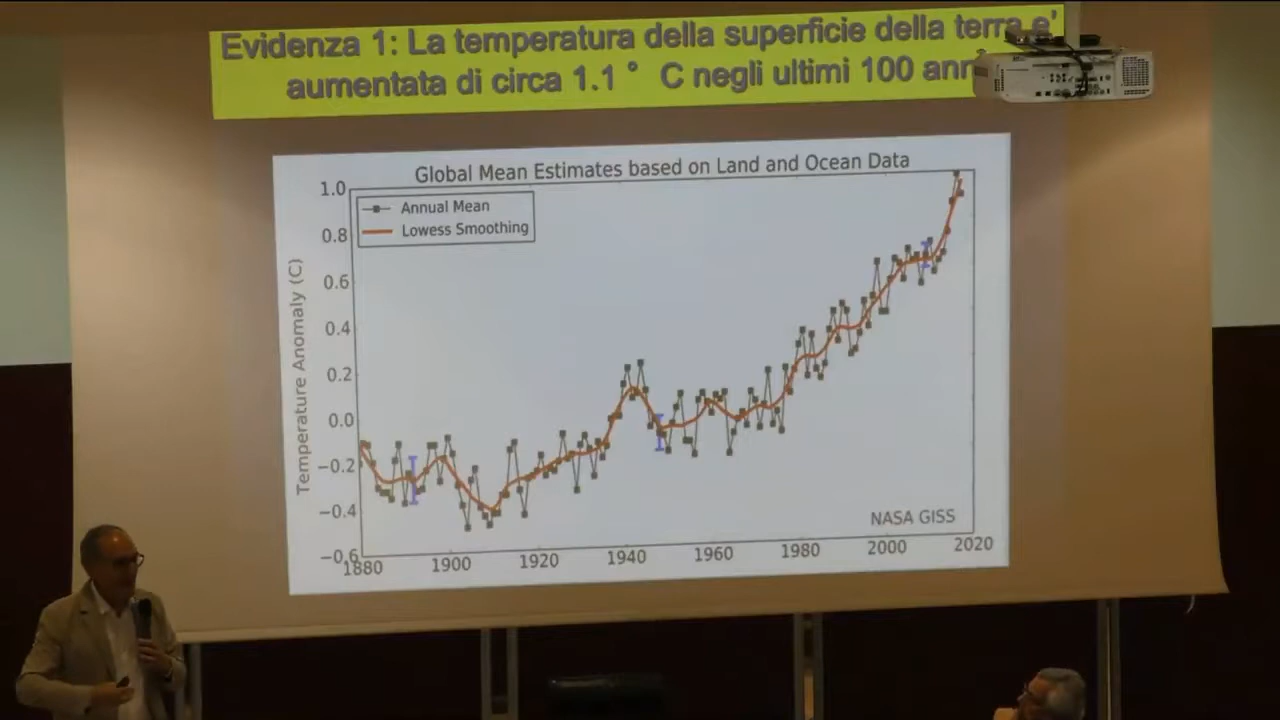 Evidenza 1: La temperatura della superficie della terra e'
aumentata di circa 1.1 ° C negli ultimi 100
Global Mean Estimates based on Land and Ocean Data
Annual Mean
Lowess Smoothing
Temperature Anomaly (C)
1.0
0.8
0.6
0.4
0.2
0.0
−0.2
−0.4
−0.6
NASA GISS
1880 1900 1920 1940 1960 1980 2000 2020